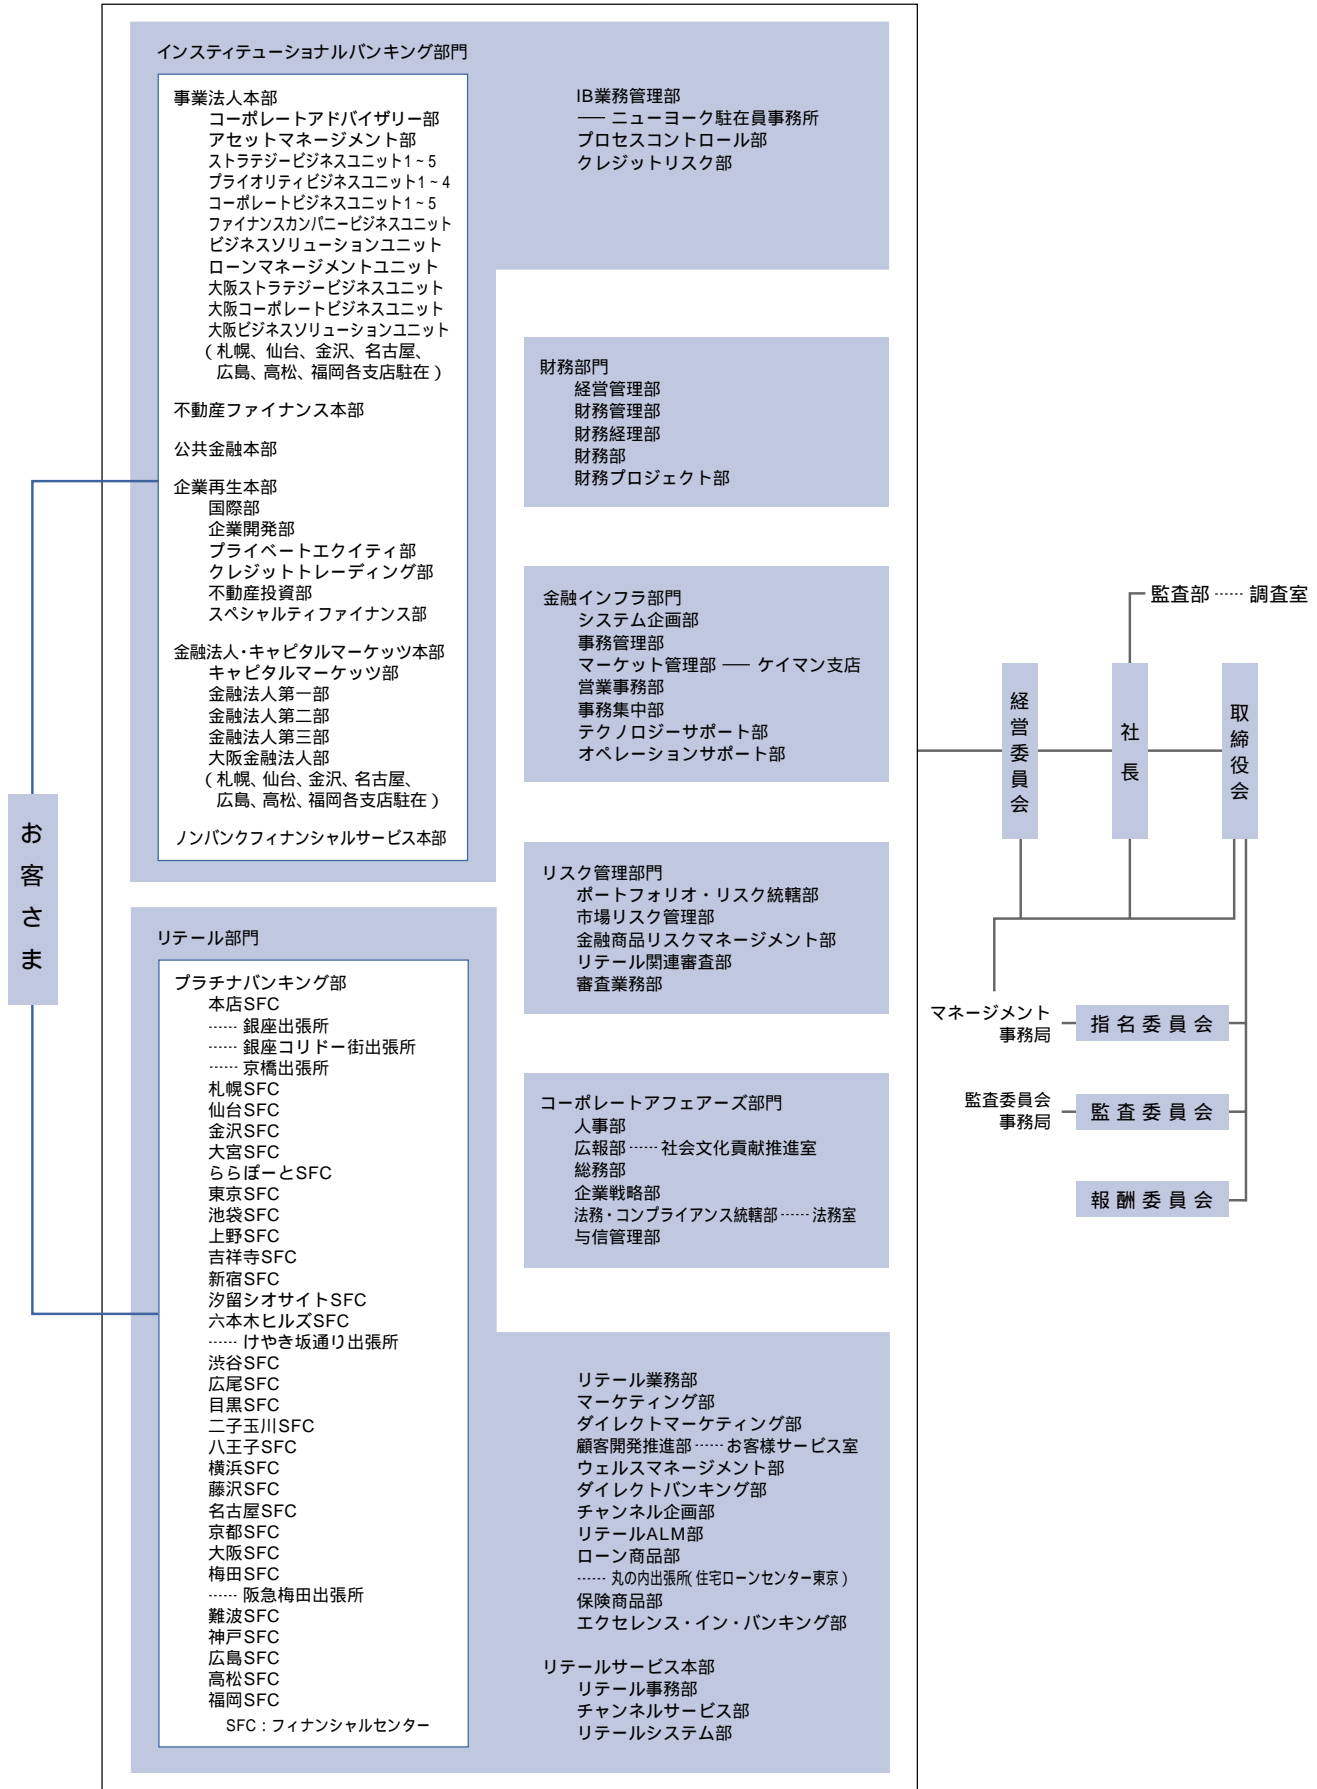 インスティテューショナルバンキング部門
事業法人本部
コーポレートアドバイザリー部
アセットマネージメント部
ストラテジービジネスユニット1~5
プライオリティビジネスユニット1~4
コーポレートビジネスユニット1~5
ファイナンスカンパニービジネスユニット
ビジネスソリューションユニット
ローンマネージメントユニット
大阪ストラテジービジネスユニット
大阪コーポレートビジネスユニット
大阪ビジネスソリューションユニット
(札幌、仙台、金沢、名古屋、
広島、高松、福岡各支店駐在)
不動産ファイナンス本部
公共金融本部
企業再生本部
国際部
企業開発部
プライベートエクイティ部
クレジットトレーディング部
不動産投資部
スペシャルティファイナンス部
金融法人・キャピタルマーケッツ本部
キャピタルマーケッツ部
金融法人第一部
金融法人第二部
金融法人第三部
大阪金融法人部
(札幌、仙台、金沢、名古屋、
広島、高松、福岡各支店駐在)
ノンバンクフィナンシャルサービス本部
IB業務管理部
── ニューヨーク駐在員事務所
プロセスコントロール部
クレジットリスク部
財務部門
経営管理部
財務管理部
財務経理部
財務部
財務プロジェクト部
金融インフラ部門
システム企画部
事務管理部
マーケット管理部 ── ケイマン支店
営業事務部
事務集中部
テクノロジーサポート部
オペレーションサポート部
リスク管理部門
ポートフォリオ・リスク統轄部
市場リスク管理部
金融商品リスクマネージメント部
リテール関連審査部
審査業務部
コーポレートアフェアーズ部門
人事部
広報部 …… 社会文化貢献推進室
総務部
企業戦略部
法務・コンプライアンス統轄部 …… 法務室
与信管理部
リテール部門
プラチナバンキング部
本店SFC
…… 銀座出張所
…… 銀座コリドー街出張所
…… 京橋出張所
札幌SFC
仙台SFC
金沢SFC
大宮SFC
ららぽーとSFC
東京SFC
池袋SFC
上野SFC
吉祥寺SFC
新宿SFC
汐留シオサイトSFC
六本木ヒルズSFC
…… けやき坂通り出張所
渋谷SFC
広尾SFC
目黒SFC
二子玉川SFC
八王子SFC
横浜SFC
藤沢SFC
名古屋SFC
京都SFC
大阪SFC
梅田SFC
…… 阪急梅田出張所
難波SFC
神戸SFC
広島SFC
高松SFC
福岡SFC
SFC:フィナンシャルセンター
リテール業務部
マーケティング部
ダイレクトマーケティング部
顧客開発推進部 …… お客様サービス室
ウェルスマネージメント部
ダイレクトバンキング部
チャンネル企画部
リテールALM部
ローン商品部
…… 丸の内出張所(住宅ローンセンター東京)
保険商品部
エクセレンス・イン・バンキング部
リテールサービス本部
リテール事務部
チャンネルサービス部
リテールシステム部
お客さま
監査部 …… 調査室
経営委員会
社長
取締役会
マネージメント
事務局
指名委員会
監査委員会
事務局
監査委員会
報酬委員会